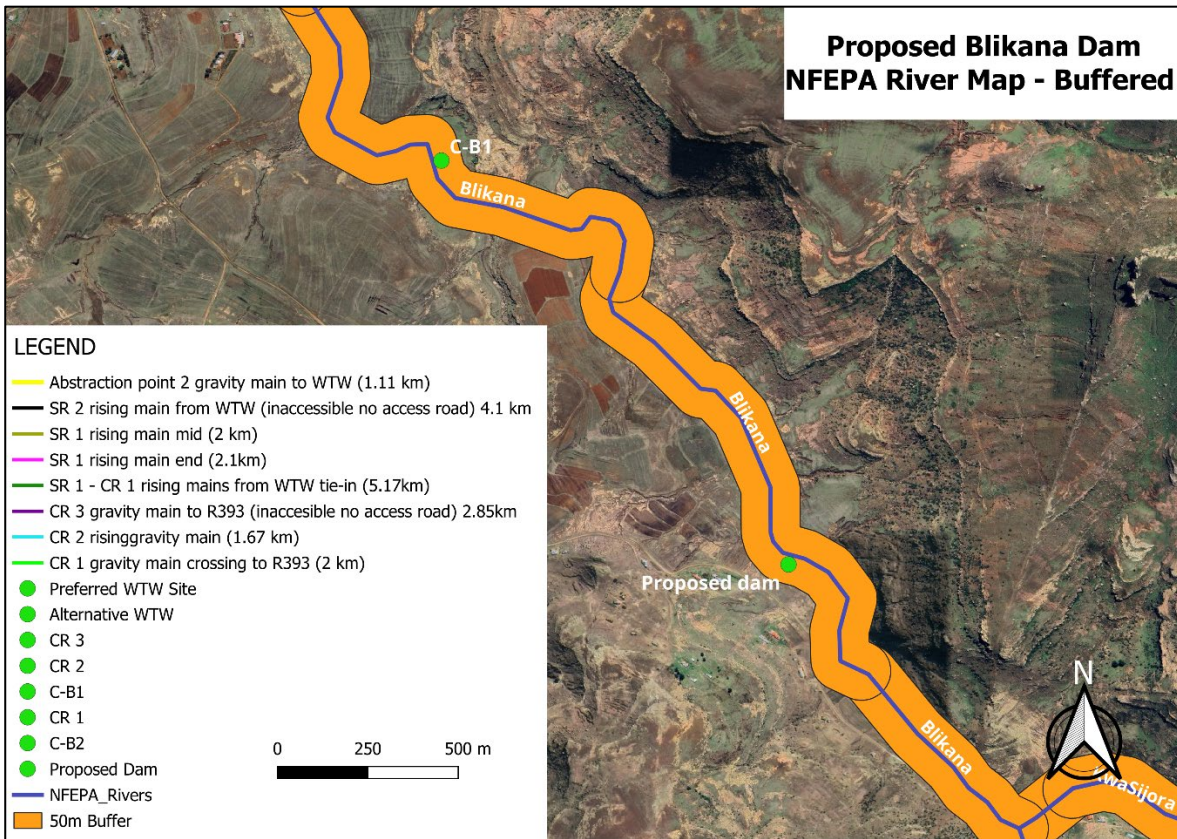 Proposed Blikana Dam
NFEPA River Map - Buffered
C-B1
Blikana
Blikana
Proposed dam
Blikana
KwaSijora
N
LEGEND
Abstraction point 2 gravity main to WTW (1.11 km)
SR 2 rising main from WTW (inaccessible no access road) 4.1 km
SR 1 rising main mid (2 km)
SR 1 rising main end (2.1km)
SR 1 - CR 1 rising mains from WTW tie-in (5.17km)
CR 3 gravity main to R393 (inaccesible no access road) 2.85km
CR 2 risinggravity main (1.67 km)
CR 1 gravity main crossing to R393 (2 km)
Preferred WTW Site
Alternative WTW
CR 3
CR 2
C-B1
CR 1
C-B2
Proposed Dam
NFEPA_Rivers
50m Buffer
0 250 500 m